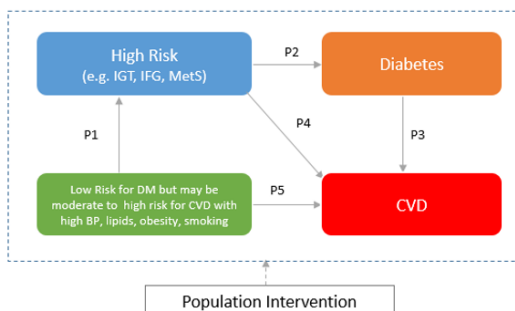 High Risk
(e.g. IGT, IFG, MetS)
P2
Diabetes
P1
P4
P3
Low Risk for DM but may be
moderate to high risk for CVD with
high BP, lipids, obesity, smoking
P5
CVD
Population Intervention